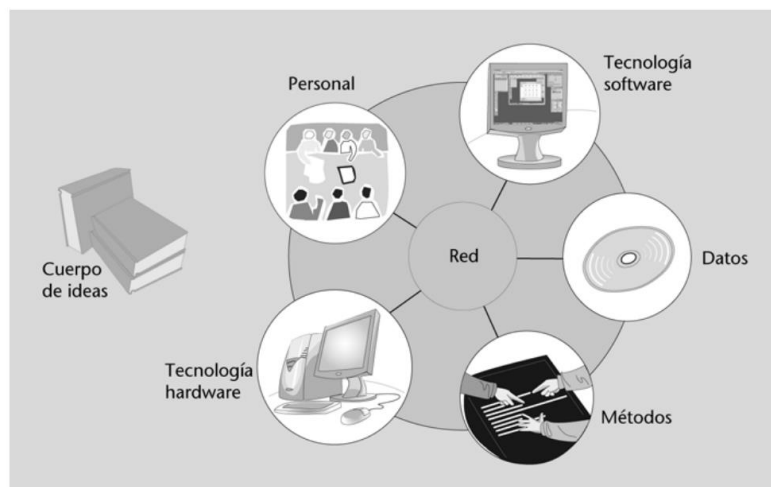 Tecnología
software
Personal
Red
Datos
Cuerpo
de ideas
Tecnología
hardware
Métodos